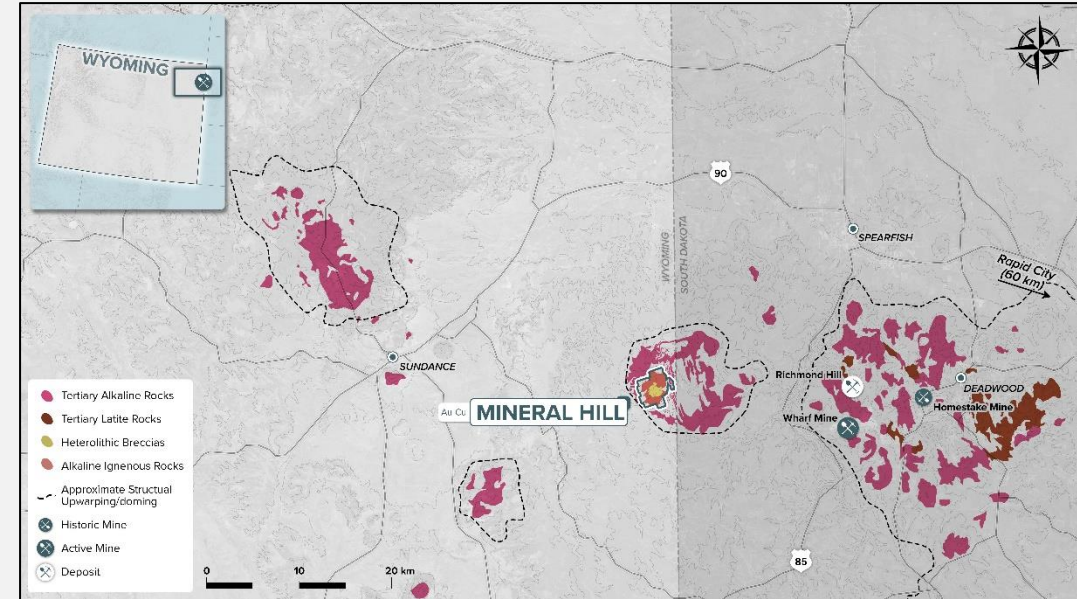 WYOMING
90
WYOMING
SOUTH DAKOTA
SPEARFISH
Rapid City
(60 km)
SUNDANCE
Richmond Hill
DEADWOOD
Homestake Mine
Wharf Mine
Au Cu
MINERAL HILL
85
Tertiary Alkaline Rocks
Tertiary Latite Rocks
Heterolithic Breccias
Alkaline Ignenous Rocks
Approximate Structual
Upwarping/doming
Historic Mine
Active Mine
Deposit
0 10 20 km